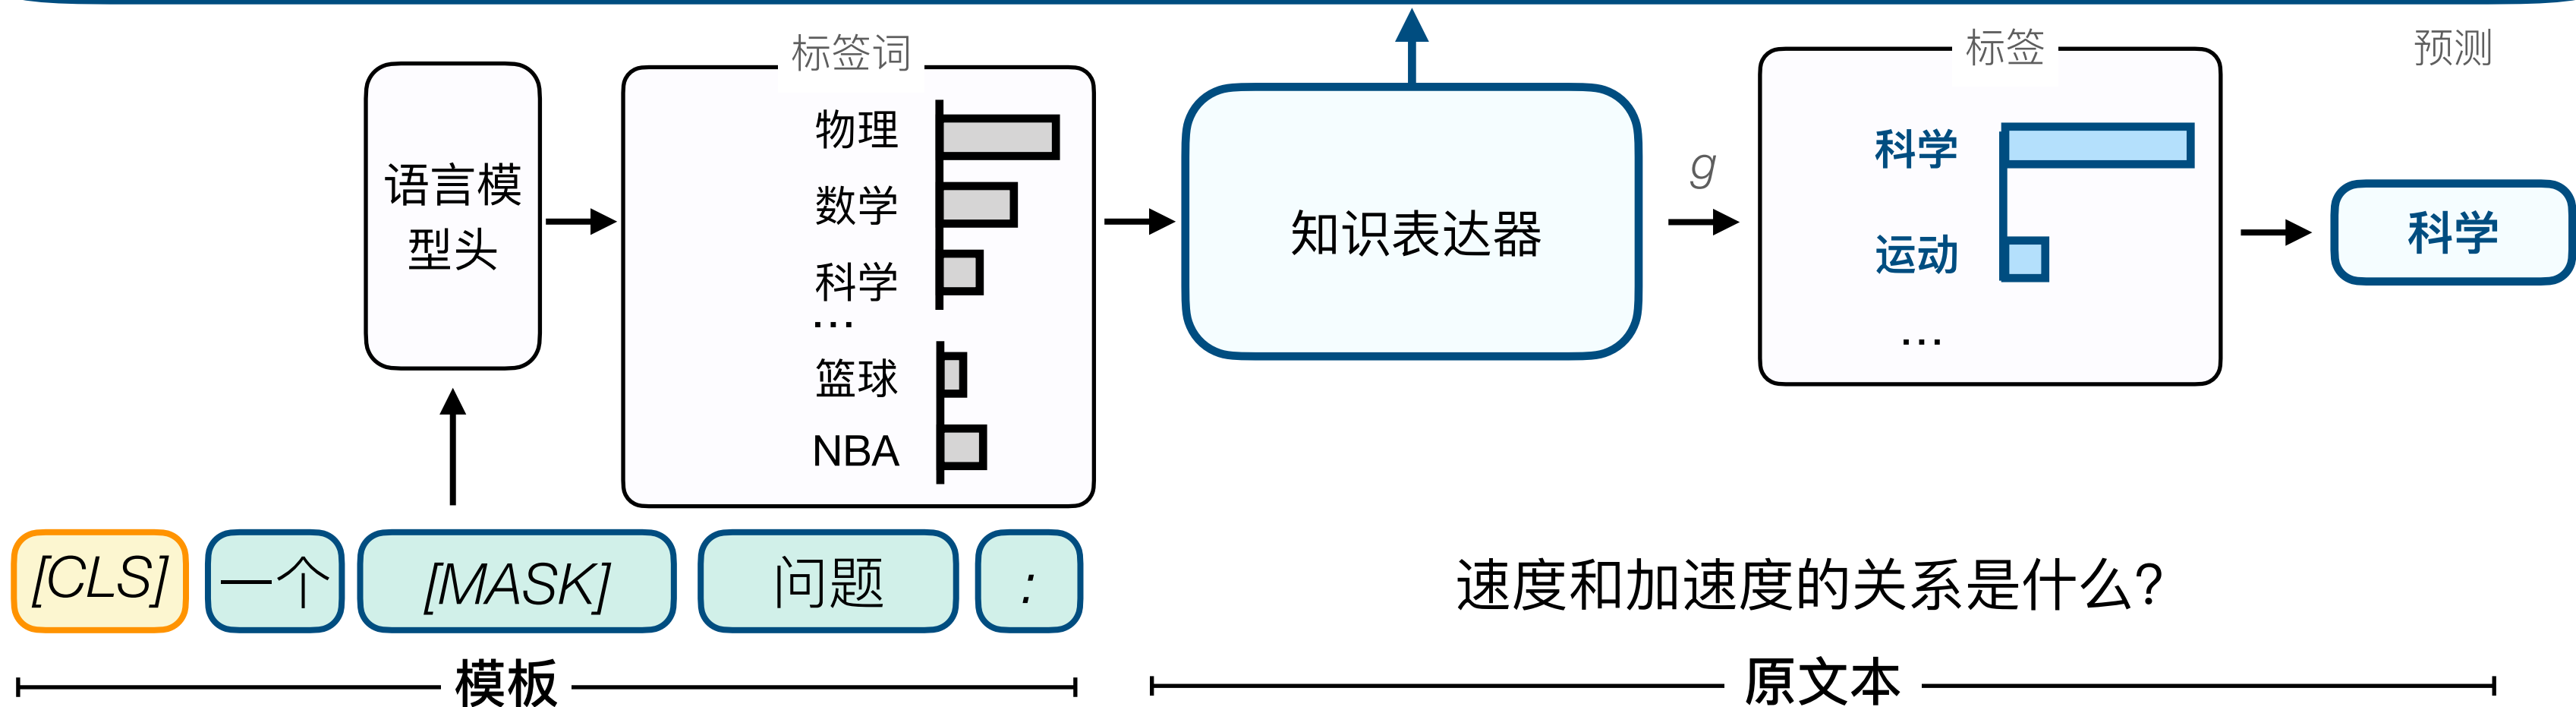 标签词
标签
预测
语言模
型头
物理
数学
科学
...
篮球
NBA
知识表达器
g
科学
运动
...
科学
[CLS] 一个 [MASK] 问题 :
速度和加速度的关系是什么?
模板
原文本